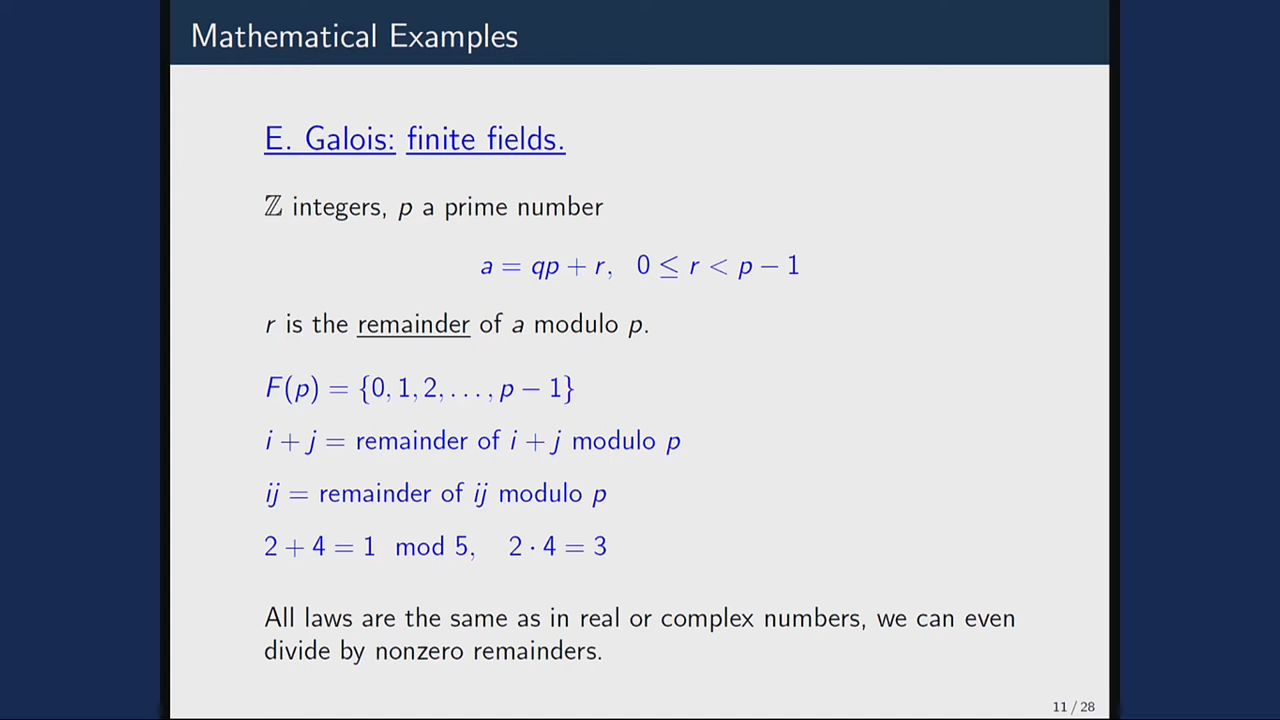 Mathematical Examples
E. Galois: finite fields.
ℤ integers, p a prime number
a = qp + r, 0 ≤ r < p − 1
r is the remainder of a modulo p.
F(p) = {0, 1, 2, . . . , p − 1}
i + j = remainder of i + j modulo p
ij = remainder of ij modulo p
2 + 4 = 1 mod 5, 2 · 4 = 3
All laws are the same as in real or complex numbers, we can even
divide by nonzero remainders.
11 / 28